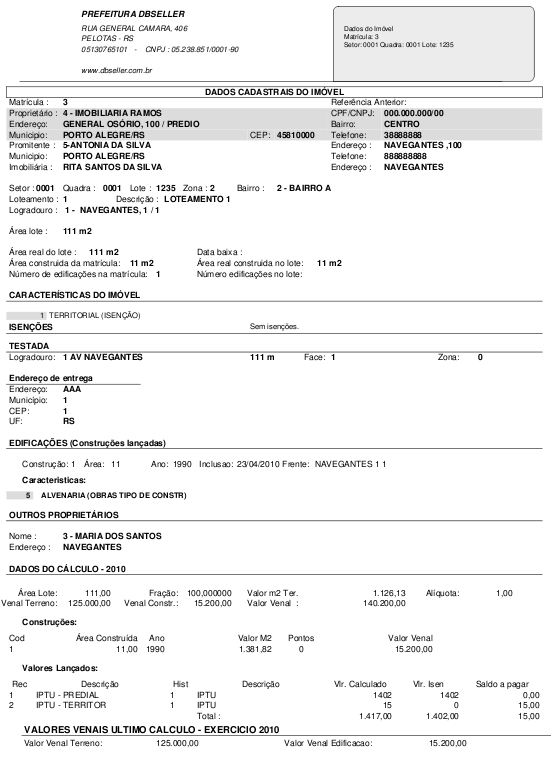 PREFEITURA DBSELLER
RUA GENERAL CAMARA, 406
PELOTAS - RS
05130765101 - CNPJ : 05.238.851/0001-90
www.dbseller.com.br
Dados do Imóvel
Matrícula: 3
Setor: 0001 Quadra: 0001 Lote: 1235
DADOS CADASTRAIS DO IMÓVEL
Matrícula : 3 Referência Anterior:
Proprietário : 4 - IMOBILIARIA RAMOS CPF/CNPJ: 000.000.000/00
Endereço: GENERAL OSÓRIO, 100 / PREDIO Bairro: CENTRO
Municipio: PORTO ALEGRE/RS CEP: 45810000 Telefone: 38888888
Promitente : 5-ANTONIA DA SILVA Endereço : NAVEGANTES ,100
Municipio: PORTO ALEGRE/RS Telefone: 888888888
Imobiliária : RITA SANTOS DA SILVA Endereço : NAVEGANTES
Setor : 0001 Quadra : 0001 Lote : 1235 Zona : 2 Bairro : 2 - BAIRRO A
Loteamento : 1 Descrição : LOTEAMENTO 1
Logradouro : 1 - NAVEGANTES, 1 / 1
Área lote : 111 m2
Área real do lote : 111 m2 Data baixa :
Área construida da matrícula: 11 m2 Área real construida no lote: 11 m2
Número de edificações na matrícula: 1 Número edificações no lote:
CARACTERÍSTICAS DO IMÓVEL
1 TERRITORIAL (ISENÇÃO)
ISENÇÕES Sem isenções.
TESTADA
Logradouro: 1 AV NAVEGANTES 111 m Face: 1 Zona: 0
Endereço de entrega
Endereço: AAA
Município: 1
CEP: 1
UF: RS
EDIFICAÇÕES (Construções lançadas)
Construção: 1 Área: 11 Ano: 1990 Inclusao: 23/04/2010 Frente: NAVEGANTES 1 1
Caracteristicas:
5 ALVENARIA (OBRAS TIPO DE CONSTR)
OUTROS PROPRIETÁRIOS
Nome : 3 - MARIA DOS SANTOS
Endereço : NAVEGANTES
DADOS DO CÁLCULO - 2010
Área Lote: 111,00 Fração: 100,000000 Valor m2 Ter. 1.126,13 Alíquota: 1,00
Venal Terreno: 125.000,00 Venal Constr.: 15.200,00 Valor Venal : 140.200,00
Construções:
Cod Área Construída Ano Valor M2 Pontos Valor Venal
1 11,00 1990 1.381,82 0 15.200,00
Valores Lançados:
Rec Descrição Hist Descrição Vlr. Calculado Vlr. Isen Saldo a pagar
1 IPTU - PREDIAL 1 IPTU 1402 1402 0,00
2 IPTU - TERRITOR 1 IPTU 15 0 15,00
Total : 1.417,00 1.402,00 15,00
VALORES VENAIS ULTIMO CALCULO - EXERCICIO 2010
Valor Venal Terreno: 125.000,00 Valor Venal Edificacao: 15.200,00